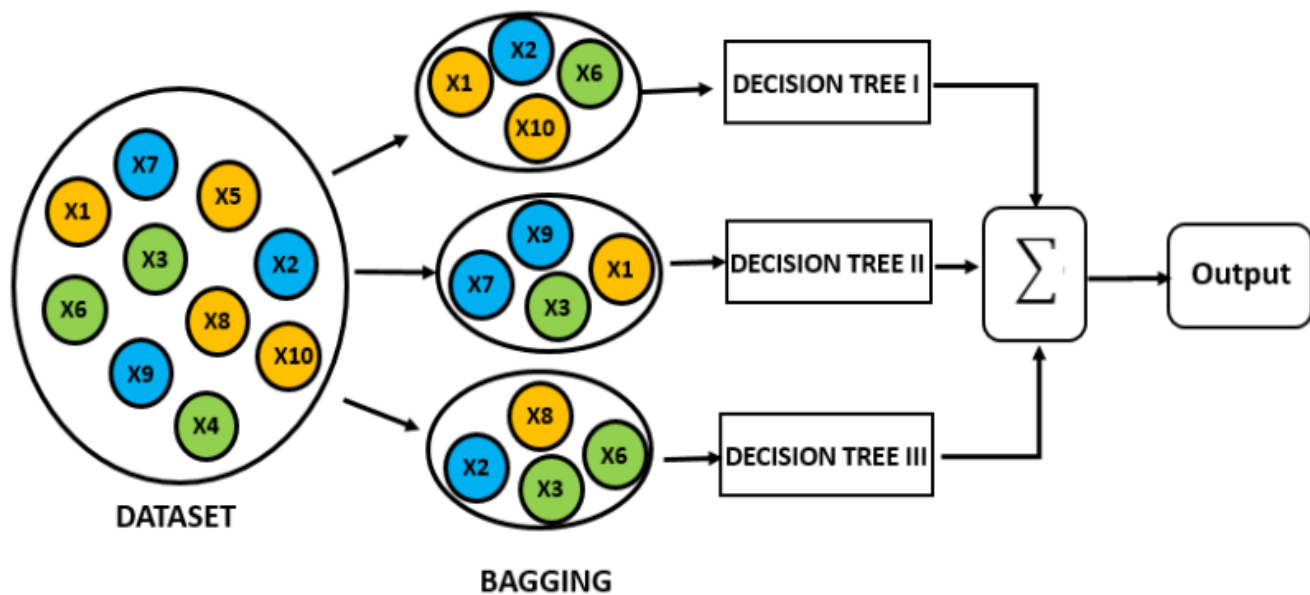 X7
X1
X5
X3
X2
X6
X8
X10
X9
X4
DATASET
X2
X1
X6
X10
X9
X7
X1
X3
X8
X2
X6
X3
BAGGING
DECISION TREE I
DECISION TREE II
DECISION TREE III
∑
Output